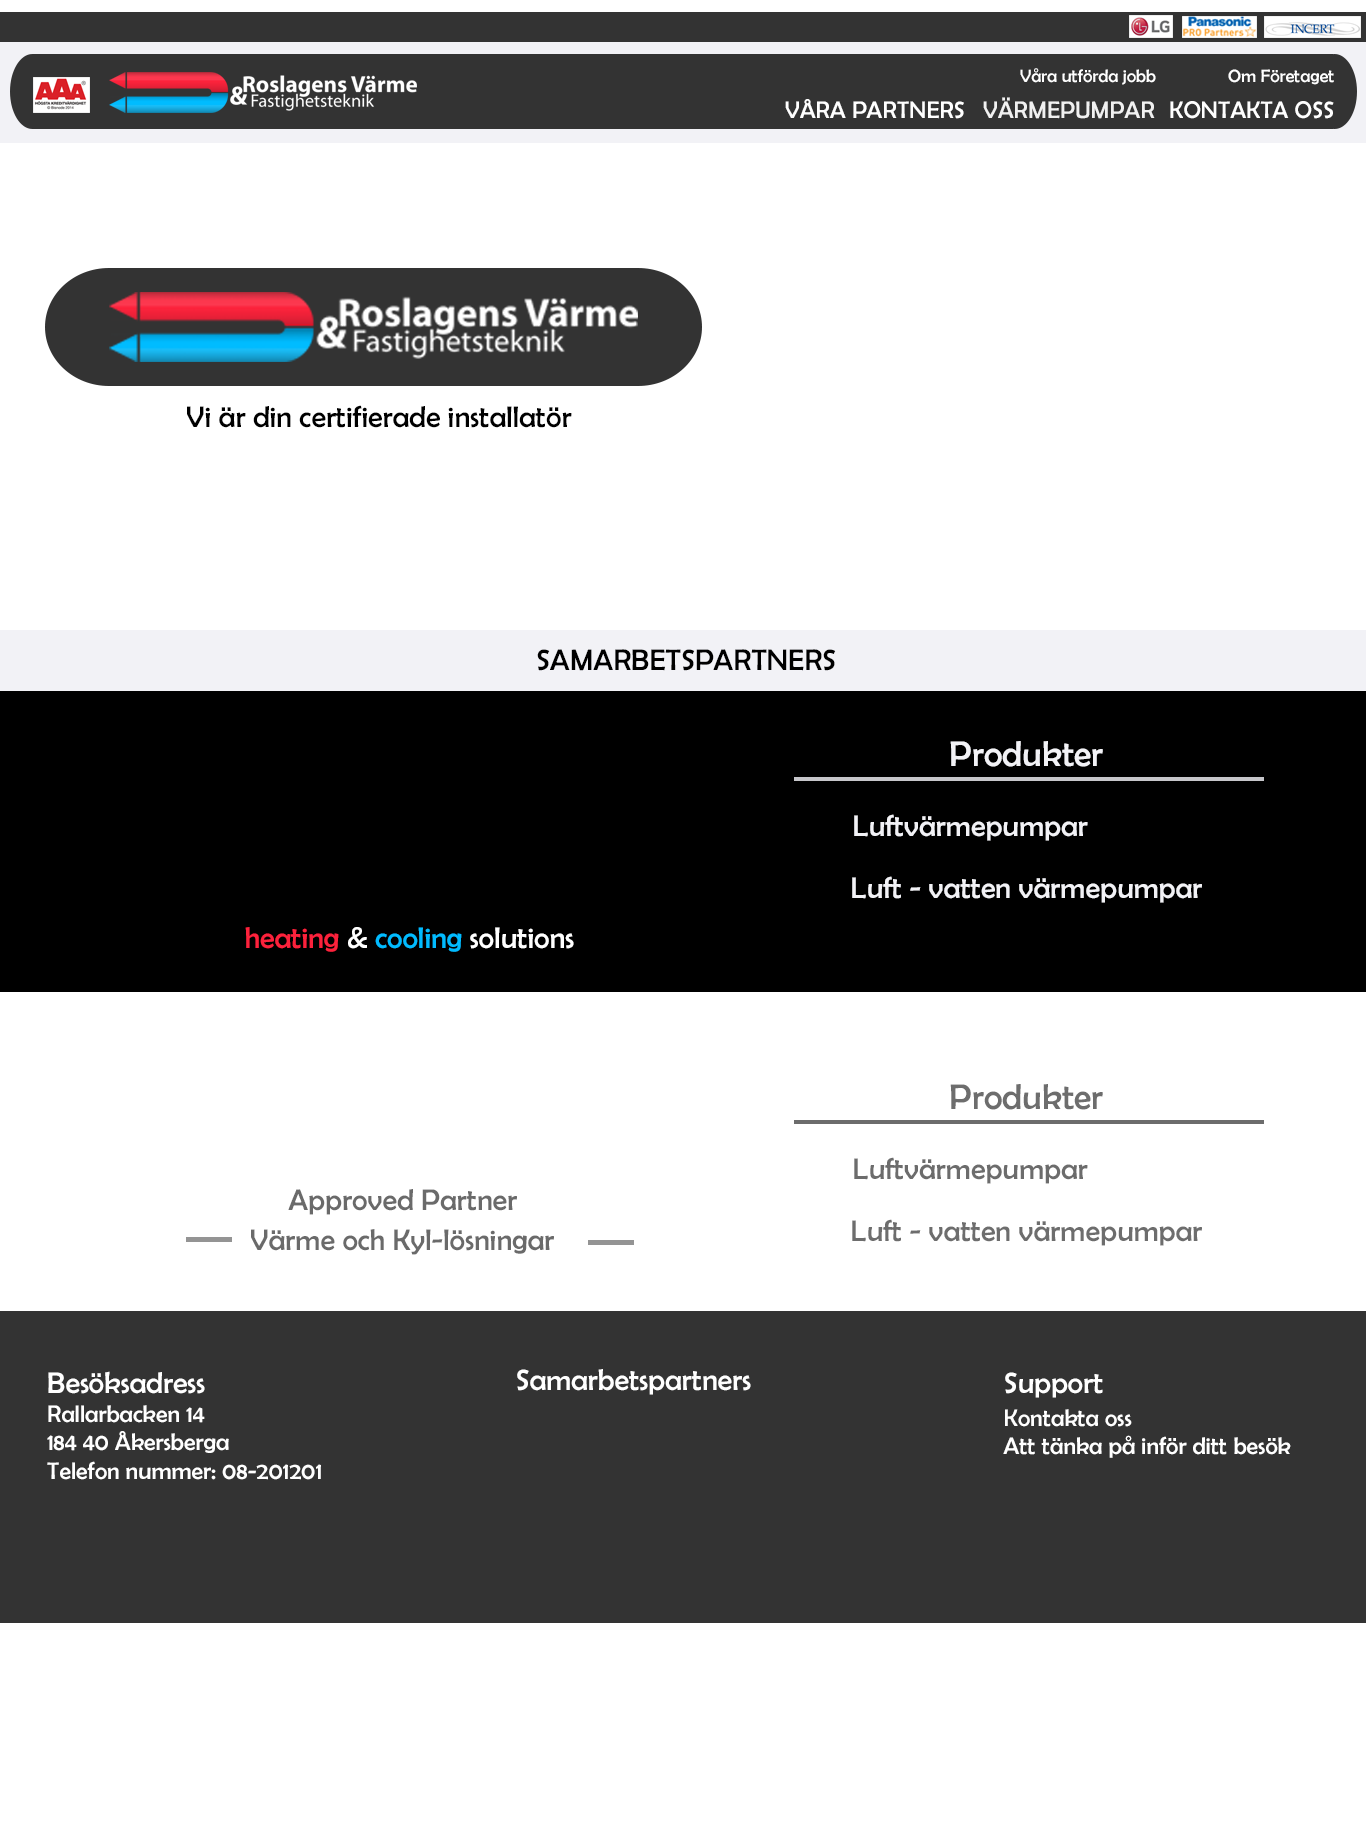 LG
Panasonic
PRO Partners
INCERT
AAA
HÖGSTA KREDITVÄRDIGHET
Roslagens Värme
& Fastighetsteknik
Våra utförda jobb
Om Företaget
VÅRA PARTNERS
VÄRMEPUMPAR
KONTAKTA OSS
Roslagens Värme
& Fastighetsteknik
Vi är din certifierade installatör
SAMARBETSPARTNERS
Produkter
Luftvärmepumpar
Luft - vatten värmepumpar
heating & cooling solutions
Produkter
Luftvärmepumpar
Luft - vatten värmepumpar
Approved Partner
Värme och Kyl-lösningar
Besöksadress
Rallarbacken 14
184 40 Åkersberga
Telefon nummer: 08-201201
Samarbetspartners
Support
Kontakta oss
Att tänka på inför ditt besök